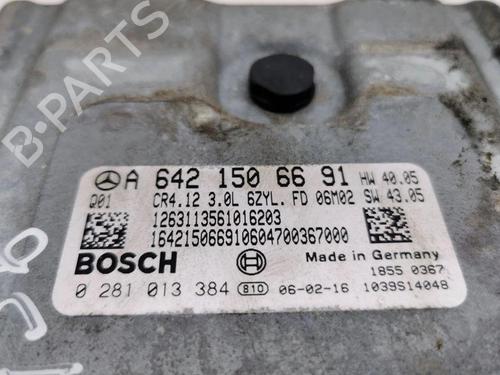 B-Parts
A 642 150 66 91 HW 40.05
Q01 CR4.12 3.0L 6ZYL. FD 06M02 SW 43.05
1263113561016203
164215066910604700367000
BOSCH Made in Germany
1855 0367
0 281 013 384 810 06-02-16 1039S14048